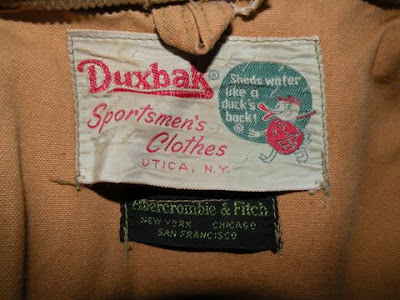 Duxbak
Sportsmen's
Clothes
UTICA, N.Y.
Sheds water
like a
duck's
back!
Abercrombie & Fitch
NEW YORK CHICAGO
SAN FRANCISCO